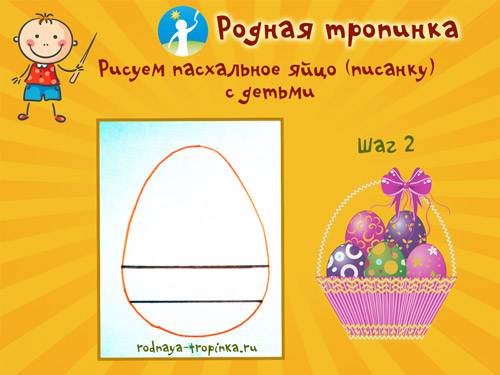 Родная тропинка
Рисуем пасхальное яйцо (писанку)
с детьми
Шаг 2
rodnaya-tropinka.ru